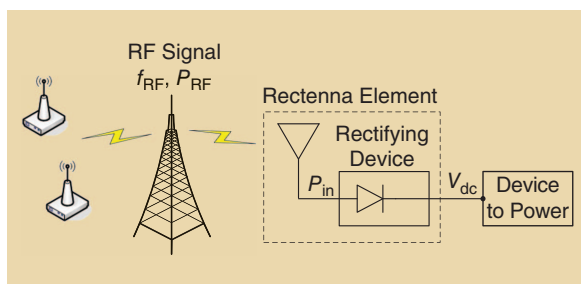 RF Signal
fRF, PRF
Rectenna Element
Rectifying
Device
Pin
Vdc
Device
to Power